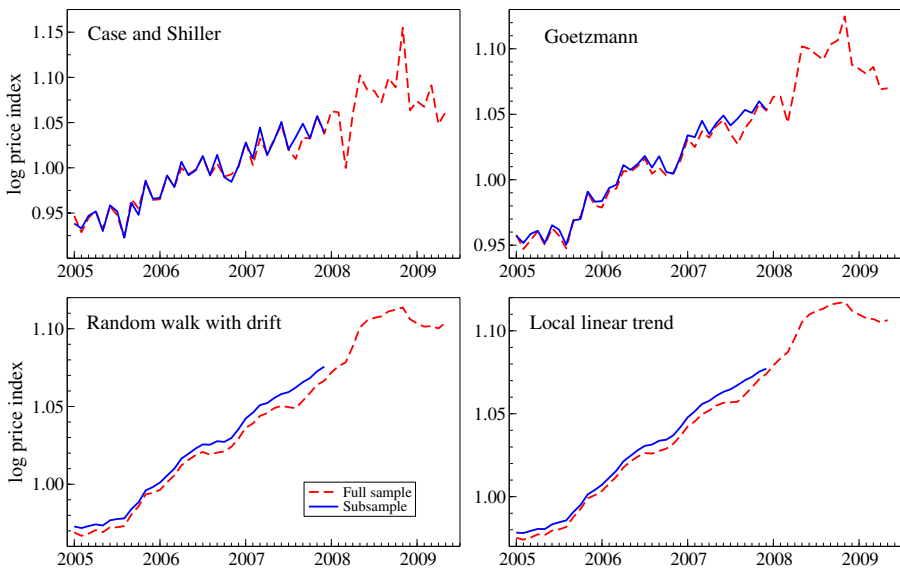 Case and Shiller
log price index
1.15
1.10
1.05
1.00
0.95
2005 2006 2007 2008 2009
Goetzmann
1.10
1.05
1.00
0.95
2005 2006 2007 2008 2009
Random walk with drift
log price index
1.10
1.05
1.00
Full sample
Subsample
2005 2006 2007 2008 2009
Local linear trend
1.10
1.05
1.00
2005 2006 2007 2008 2009